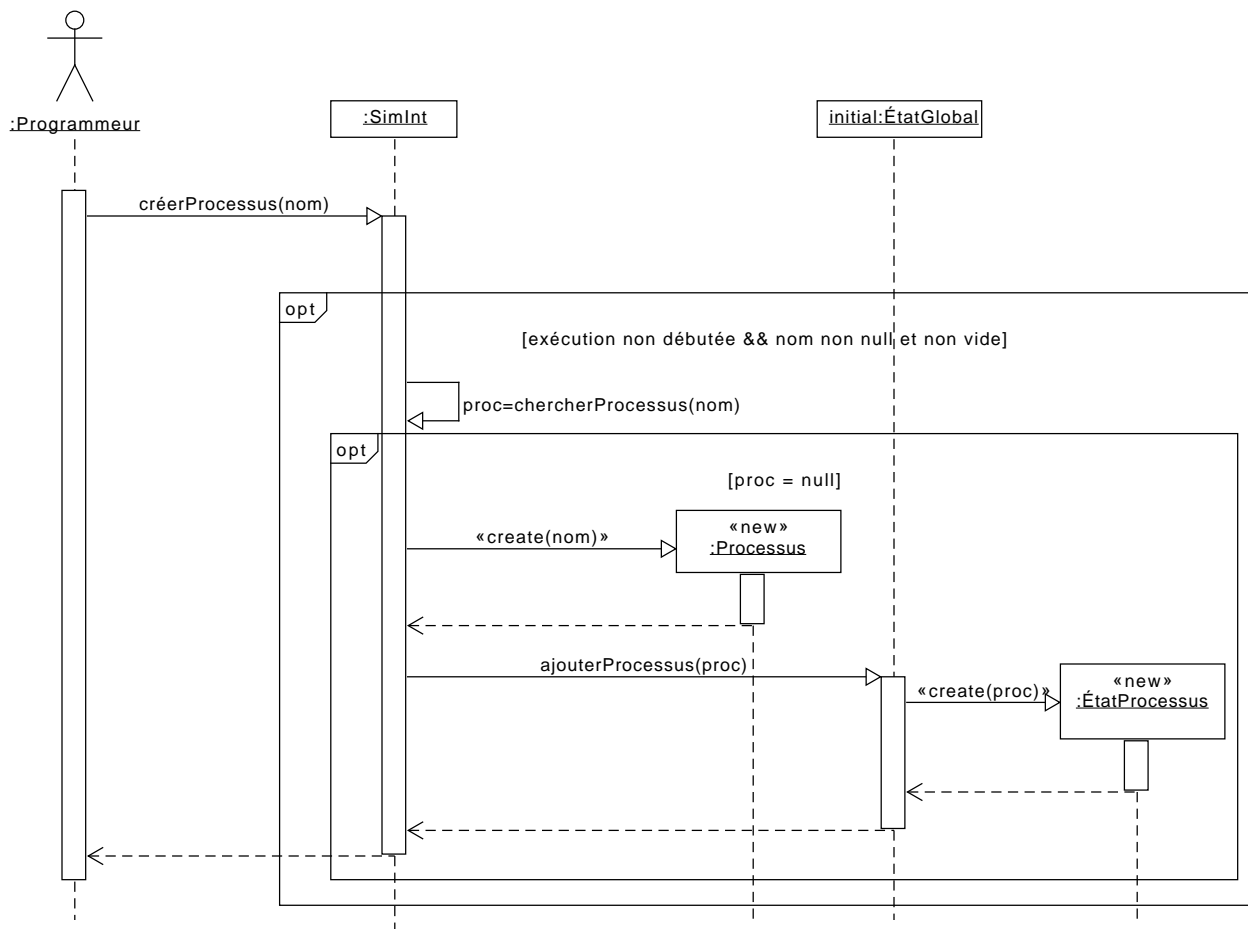 :Programmeur
:SimInt
initial:ÉtatGlobal
créerProcessus(nom)
opt
[exécution non débutée && nom non null et non vide]
proc=chercherProcessus(nom)
opt
[proc = null]
«create(nom)»
«new»
:Processus
ajouterProcessus(proc)
«create(proc)»
«new»
:ÉtatProcessus